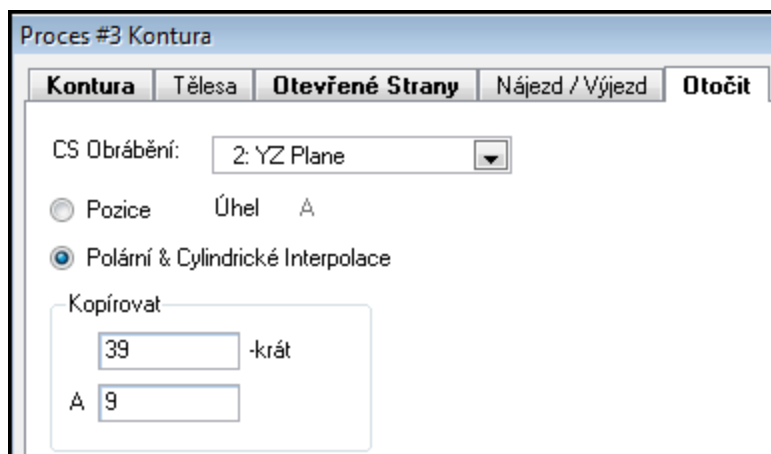 Proces #3 Kontura
Kontura Tělesa Otevřené Strany Nájezd / Výjezd Otočit
CS Obrábění: 2: YZ Plane
Pozice Úhel A
Polární & Cylindrické Interpolace
Kopírovat
39 -krát
A 9